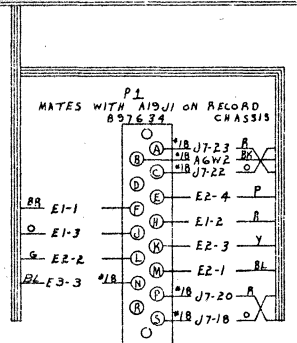 P1
MATES WITH A19J1 ON RECORD
B97634 CHASSIS
A #18 J7-23 R
B #18 A6W2 BK
C #18 J7-22 O
D
E E2-4 P
BR E1-1 F
H E1-2 R
O E1-3 J
K E2-3 Y
G E2-2 L
M E2-1 BL
BL E3-3 #18 N
P #18 J7-20 R
R
S #18 J7-18 O